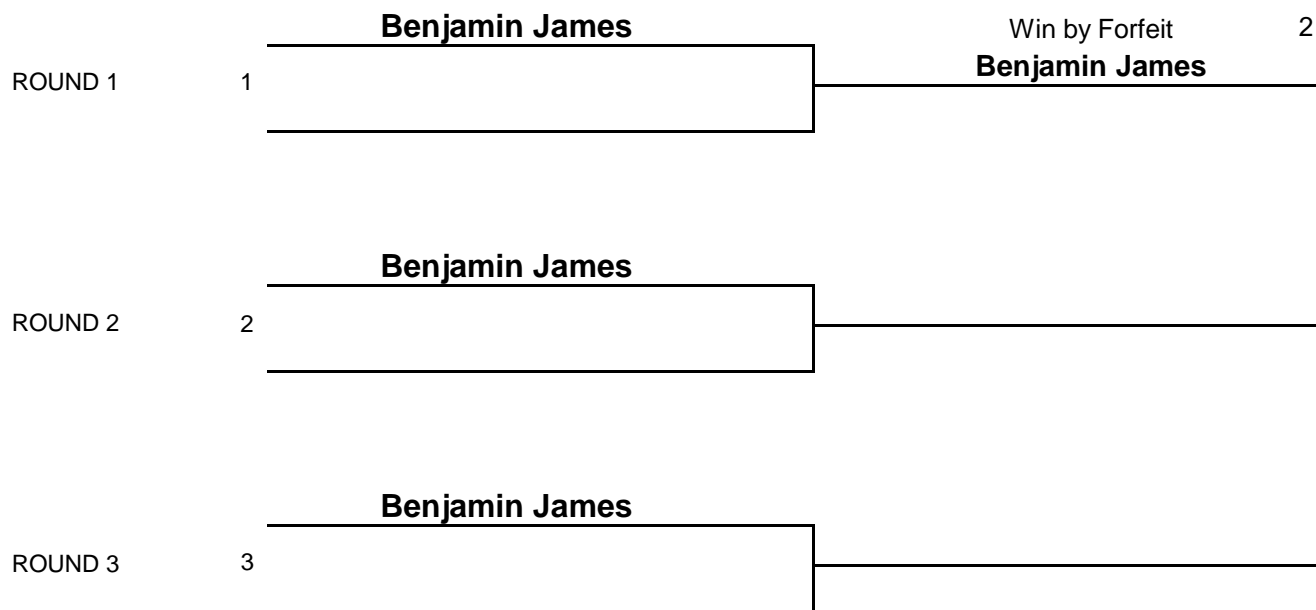 Benjamin James
Win by Forfeit 2
Benjamin James
ROUND 1 1
Benjamin James
ROUND 2 2
Benjamin James
ROUND 3 3